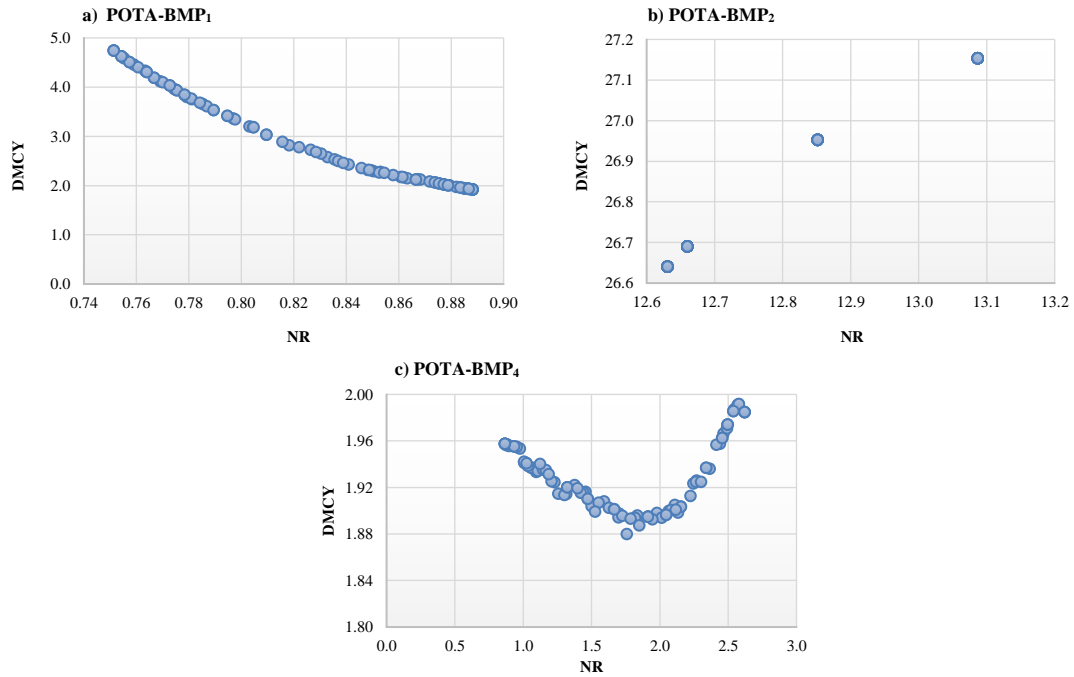 a) POTA-BMP₁
5.0
4.0
3.0
2.0
1.0
0.0
DMCY
0.74 0.76 0.78 0.80 0.82 0.84 0.86 0.88 0.90
NR
b) POTA-BMP₂
27.2
27.1
27.0
26.9
26.8
26.7
26.6
DMCY
12.6 12.7 12.8 12.9 13.0 13.1 13.2
NR
c) POTA-BMP₄
2.00
1.96
1.92
1.88
1.84
1.80
DMCY
0.0 0.5 1.0 1.5 2.0 2.5 3.0
NR